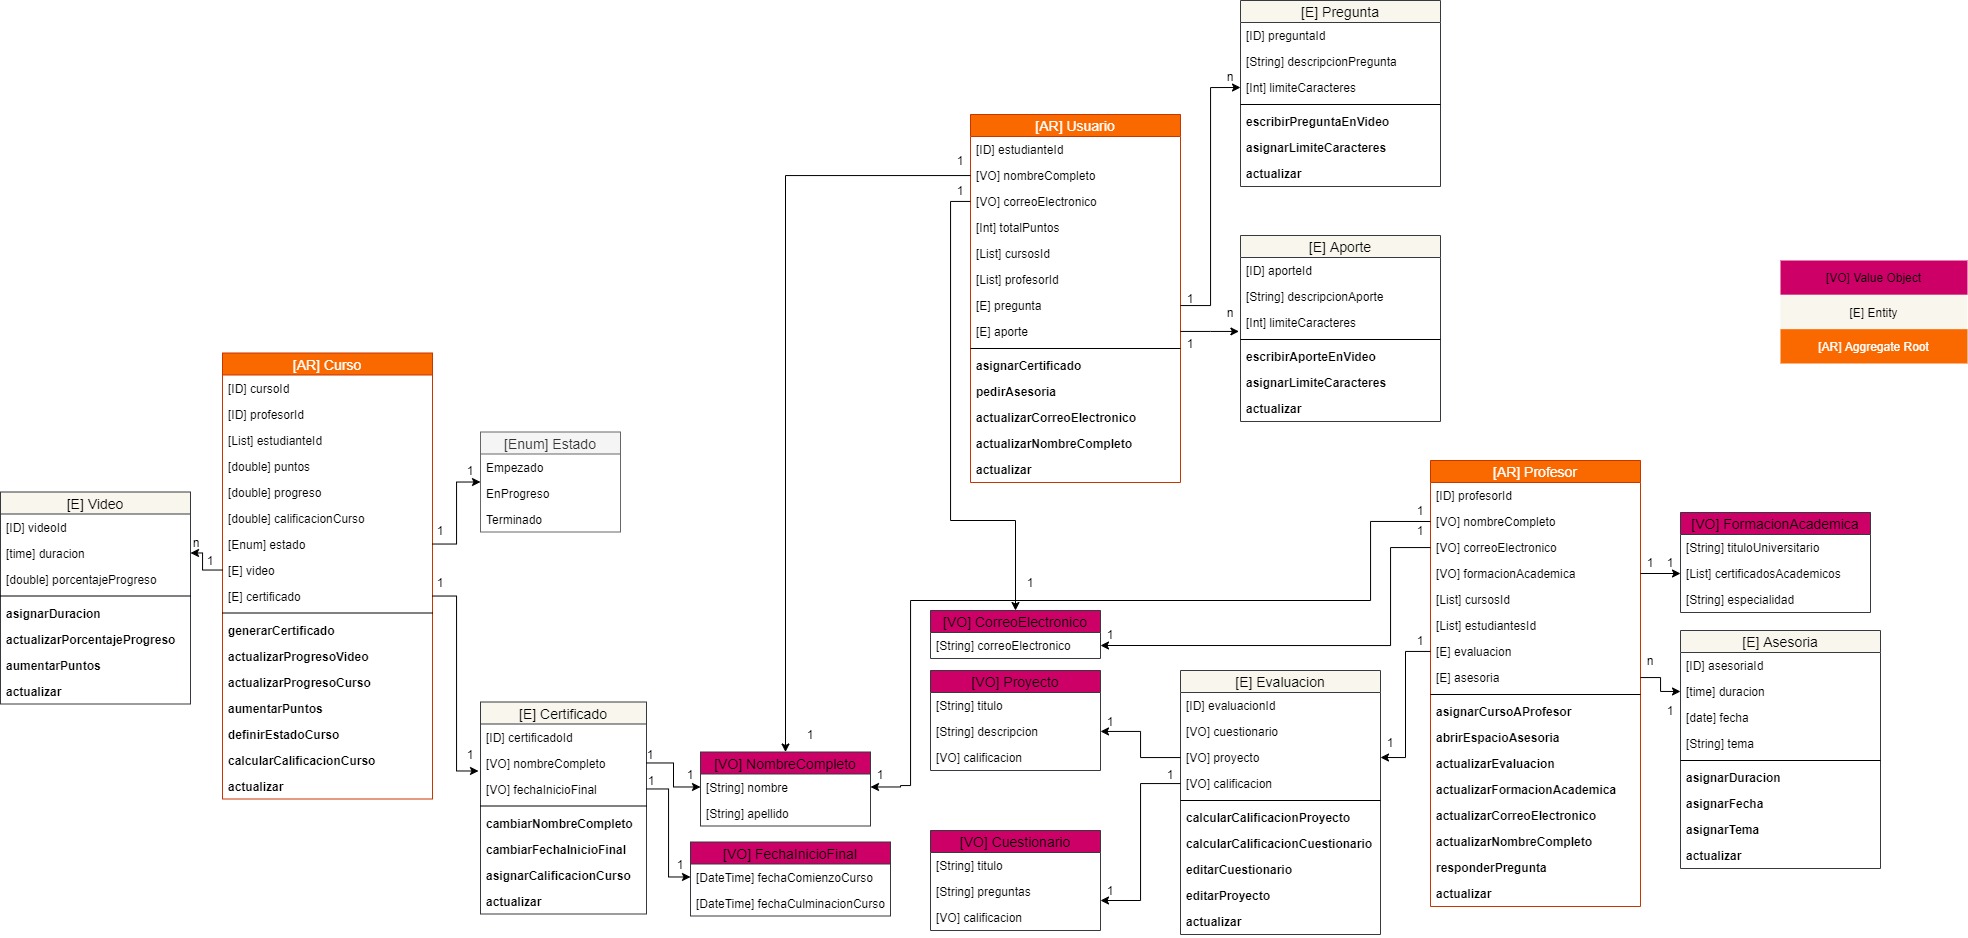 [E] Pregunta
[ID] preguntaId
[String] descripcionPregunta
[Int] limiteCaracteres
escribirPreguntaEnVideo
asignarLimiteCaracteres
actualizar
n
1
[AR] Usuario
[ID] estudianteId
[VO] nombreCompleto
[VO] correoElectronico
[Int] totalPuntos
[List] cursosId
[List] profesorId
[E] pregunta
[E] aporte
asignarCertificado
pedirAsesoria
actualizarCorreoElectronico
actualizarNombreCompleto
actualizar
1
1
n
1
[E] Aporte
[ID] aporteId
[String] descripcionAporte
[Int] limiteCaracteres
escribirAporteEnVideo
asignarLimiteCaracteres
actualizar
[VO] Value Object
[E] Entity
[AR] Aggregate Root
[AR] Curso
[ID] cursoId
[ID] profesorId
[List] estudianteId
[double] puntos
[double] progreso
[double] calificacionCurso
[Enum] estado
[E] video
[E] certificado
generarCertificado
actualizarProgresoVideo
actualizarProgresoCurso
aumentarPuntos
definirEstadoCurso
calcularCalificacionCurso
actualizar
1
1
1
1
[Enum] Estado
Empezado
EnProgreso
Terminado
n
1
[E] Video
[ID] videoId
[time] duracion
[double] porcentajeProgreso
asignarDuracion
actualizarPorcentajeProgreso
aumentarPuntos
actualizar
[E] Certificado
[ID] certificadoId
[VO] nombreCompleto
[VO] fechaInicioFinal
cambiarNombreCompleto
cambiarFechaInicioFinal
asignarCalificacionCurso
actualizar
1
1
1
1
1
1
[VO] NombreCompleto
[String] nombre
[String] apellido
[VO] FechaInicioFinal
[DateTime] fechaComienzoCurso
[DateTime] fechaCulminacionCurso
1
1
[VO] CorreoElectronico
[String] correoElectronico
[VO] Proyecto
[String] titulo
[String] descripcion
[VO] calificacion
1
1
1
[VO] Cuestionario
[String] titulo
[String] preguntas
[VO] calificacion
[E] Evaluacion
[ID] evaluacionId
[VO] cuestionario
[VO] proyecto
[VO] calificacion
calcularCalificacionProyecto
calcularCalificacionCuestionario
editarCuestionario
editarProyecto
actualizar
1
1
1
1
[AR] Profesor
[ID] profesorId
[VO] nombreCompleto
[VO] correoElectronico
[VO] formacionAcademica
[List] cursosId
[List] estudiantesId
[E] evaluacion
[E] asesoria
asignarCursoAProfesor
abrirEspacioAsesoria
actualizarEvaluacion
actualizarFormacionAcademica
actualizarCorreoElectronico
actualizarNombreCompleto
responderPregunta
actualizar
1
1
n
1
[VO] FormacionAcademica
[String] tituloUniversitario
[List] certificadosAcademicos
[String] especialidad
[E] Asesoria
[ID] asesoriaId
[time] duracion
[date] fecha
[String] tema
asignarDuracion
asignarFecha
asignarTema
actualizar